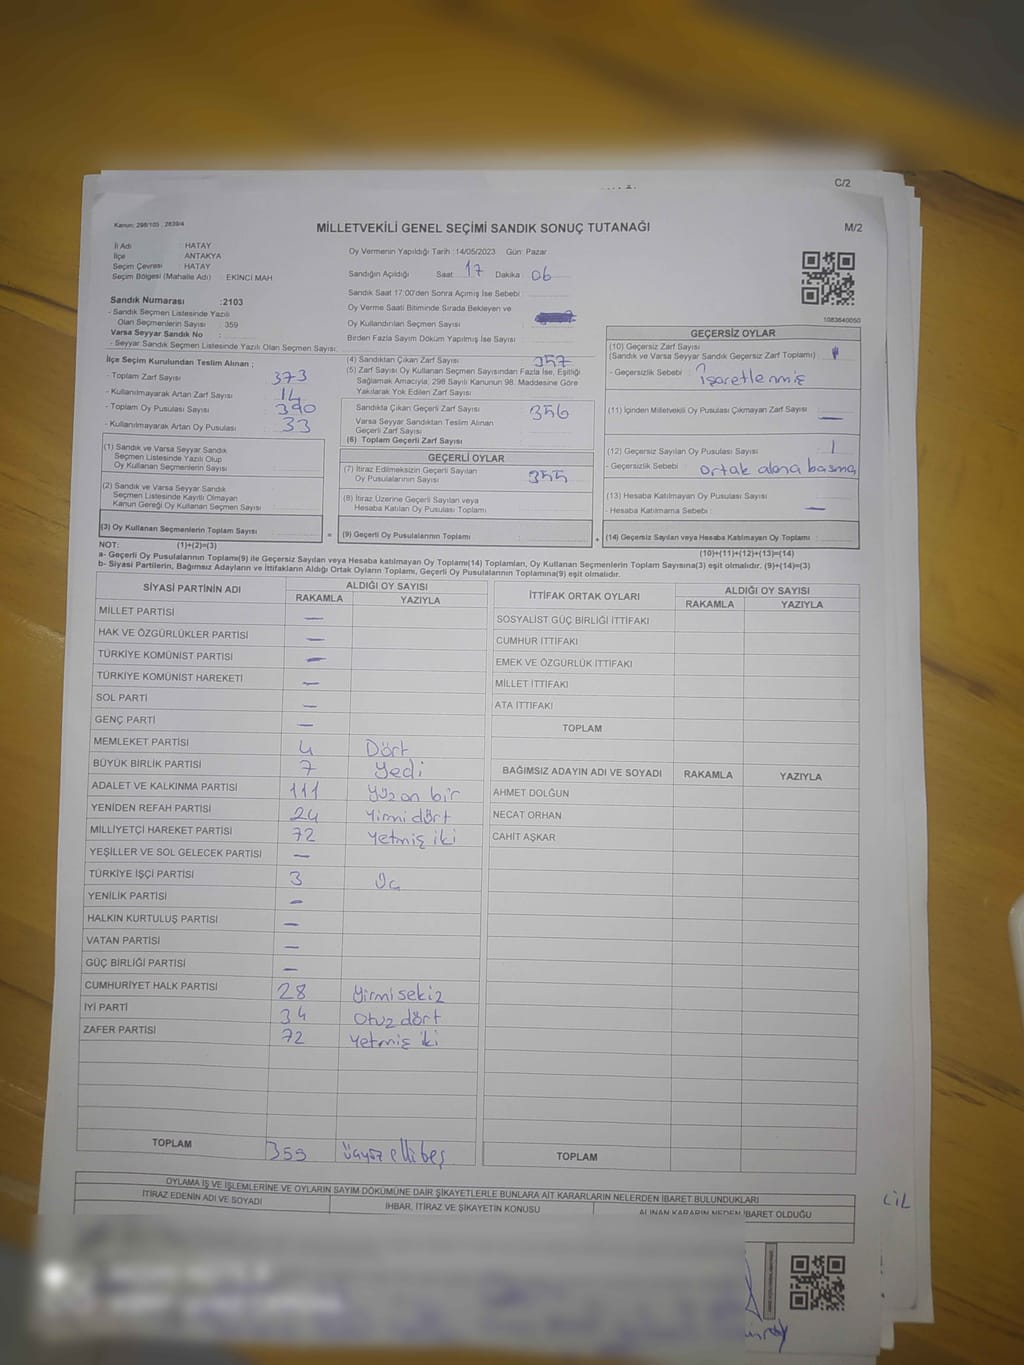 C/2
Kanun: 298/103 : 2839/4
MİLLETVEKİLİ GENEL SEÇİMİ SANDIK SONUÇ TUTANAĞI
M/2
İl Adı : HATAY
İlçe : ANTAKYA
Seçim Çevresi : HATAY
Seçim Bölgesi (Mahalle Adı) : EKİNCİ MAH
Oy Vermenin Yapıldığı Tarih : 14/05/2023 Gün: Pazar
Sandığın Açıldığı Saat 17 Dakika 06
Sandık Saat 17:00'den Sonra Açımış İse Sebebi :
Oy Verme Saati Bitiminde Sırada Bekleyen ve
Oy Kullandırılan Seçmen Sayısı
Birden Fazla Sayım Döküm Yapılmış İse Sayısı :
1083640050
Sandık Numarası : 2103
- Sandık Seçmen Listesinde Yazılı
Olan Seçmenlerin Sayısı : 359
Varsa Seyyar Sandık No :
- Seyyar Sandık Seçmen Listesinde Yazılı Olan Seçmen Sayısı:
İlçe Seçim Kurulundan Teslim Alınan ;
- Toplam Zarf Sayısı 373
- Kullanılmayarak Artan Zarf Sayısı : 14
- Toplam Oy Pusulası Sayısı 390
- Kullanılmayarak Artan Oy Pusulası : 33
(1) Sandık ve Varsa Seyyar Sandık
Seçmen Listesinde Yazılı Olup
Oy Kullanan Seçmenlerin Sayısı :
(2) Sandık ve Varsa Seyyar Sandık
Seçmen Listesinde Kayıtlı Olmayan
Kanun Gereği Oy Kullanan Seçmen Sayısı :
(3) Oy Kullanan Seçmenlerin Toplam Sayısı :
(4) Sandıktan Çıkan Zarf Sayısı : 357
(5) Zarf Sayısı Oy Kullanan Seçmen Sayısından Fazla İse, Eşitliği
Sağlamak Amacıyla, 298 Sayılı Kanunun 98. Maddesine Göre
Yakılarak Yok Edilen Zarf Sayısı :
Sandıkta Çıkan Geçerli Zarf Sayısı : 356
Varsa Seyyar Sandıktan Teslim Alınan
Geçerli Zarf Sayısı :
(6) Toplam Geçerli Zarf Sayısı :
GEÇERLİ OYLAR
(7) İtiraz Edilmeksizin Geçerli Sayılan
Oy Pusulalarının Sayısı : 355
(8) İtiraz Üzerine Geçerli Sayılan veya
Hesaba Katılan Oy Pusulası Toplamı :
= (9) Geçerli Oy Pusulalarının Toplamı :
GEÇERSİZ OYLAR
(10) Geçersiz Zarf Sayısı
(Sandık ve Varsa Seyyar Sandık Geçersiz Zarf Toplamı) :
- Geçersizlik Sebebi : İşaretlenmiş
(11) İçinden Milletvekili Oy Pusulası Çıkmayan Zarf Sayısı : —
(12) Geçersiz Sayılan Oy Pusulası Sayısı : 1
- Geçersizlik Sebebi : Ortak alana basma
(13) Hesaba Katılmayan Oy Pusulası Sayısı :
- Hesaba Katılmama Sebebi : —
+ (14) Geçersiz Sayılan veya Hesaba Katılmayan Oy Toplamı :
NOT: (1)+(2)=(3)
(10)+(11)+(12)+(13)=(14)
a- Geçerli Oy Pusulalarının Toplamı(9) ile Geçersiz Sayılan veya Hesaba katılmayan Oy Toplamı(14) Toplamları, Oy Kullanan Seçmenlerin Toplam Sayısına(3) eşit olmalıdır. (9)+(14)=(3)
b- Siyasi Partilerin, Bağımsız Adayların ve İttifakların Aldığı Ortak Oyların Toplamı, Geçerli Oy Pusulalarının Toplamına(9) eşit olmalıdır.
SİYASİ PARTİNİN ADI
ALDIĞI OY SAYISI
RAKAMLA YAZIYLA
MİLLET PARTİSİ —
HAK VE ÖZGÜRLÜKLER PARTİSİ —
TÜRKİYE KOMÜNİST PARTİSİ —
TÜRKİYE KOMÜNİST HAREKETİ —
SOL PARTİ —
GENÇ PARTİ —
MEMLEKET PARTİSİ 4 Dört
BÜYÜK BİRLİK PARTİSİ 7 Yedi
ADALET VE KALKINMA PARTİSİ 111 Yüz on bir
YENİDEN REFAH PARTİSİ 24 Yirmi dört
MİLLİYETÇİ HAREKET PARTİSİ 72 Yetmiş iki
YEŞİLLER VE SOL GELECEK PARTİSİ —
TÜRKİYE İŞÇİ PARTİSİ 3 Üç
YENİLİK PARTİSİ —
HALKIN KURTULUŞ PARTİSİ —
VATAN PARTİSİ —
GÜÇ BİRLİĞİ PARTİSİ —
CUMHURİYET HALK PARTİSİ 28 Yirmi sekiz
İYİ PARTİ 34 Otuz dört
ZAFER PARTİSİ 72 Yetmiş iki
TOPLAM 355 Üçyüz elli beş
İTTİFAK ORTAK OYLARI
ALDIĞI OY SAYISI
RAKAMLA YAZIYLA
SOSYALİST GÜÇ BİRLİĞİ İTTİFAKI
CUMHUR İTTİFAKI
EMEK VE ÖZGÜRLÜK İTTİFAKI
MİLLET İTTİFAKI
ATA İTTİFAKI
TOPLAM
BAĞIMSIZ ADAYIN ADI VE SOYADI RAKAMLA YAZIYLA
AHMET DOLĞUN
NECAT ORHAN
CAHİT AŞKAR
TOPLAM
OYLAMA İŞ VE İŞLEMLERİNE VE OYLARIN SAYIM DÖKÜMÜNE DAİR ŞİKAYETLERLE BUNLARA AİT KARARLARIN NELERDEN İBARET BULUNDUKLARI
İTİRAZ EDENİN ADI VE SOYADI
İHBAR, İTİRAZ VE ŞİKAYETİN KONUSU
ALINAN KARARIN NEDEN İBARET OLDUĞU
CİL